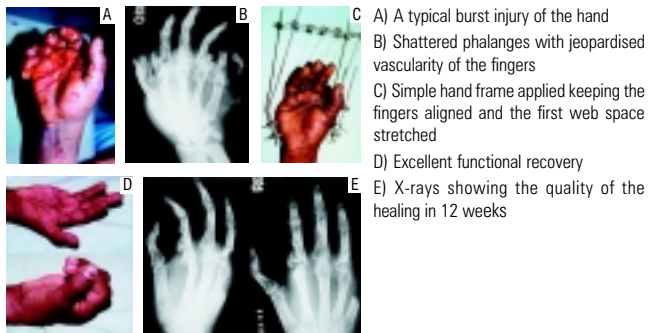 A
B
C
A) A typical burst injury of the hand
B) Shattered phalanges with jeopardised
vascularity of the fingers
C) Simple hand frame applied keeping the
fingers aligned and the first web space
stretched
D) Excellent functional recovery
E) X-rays showing the quality of the
healing in 12 weeks
D
E